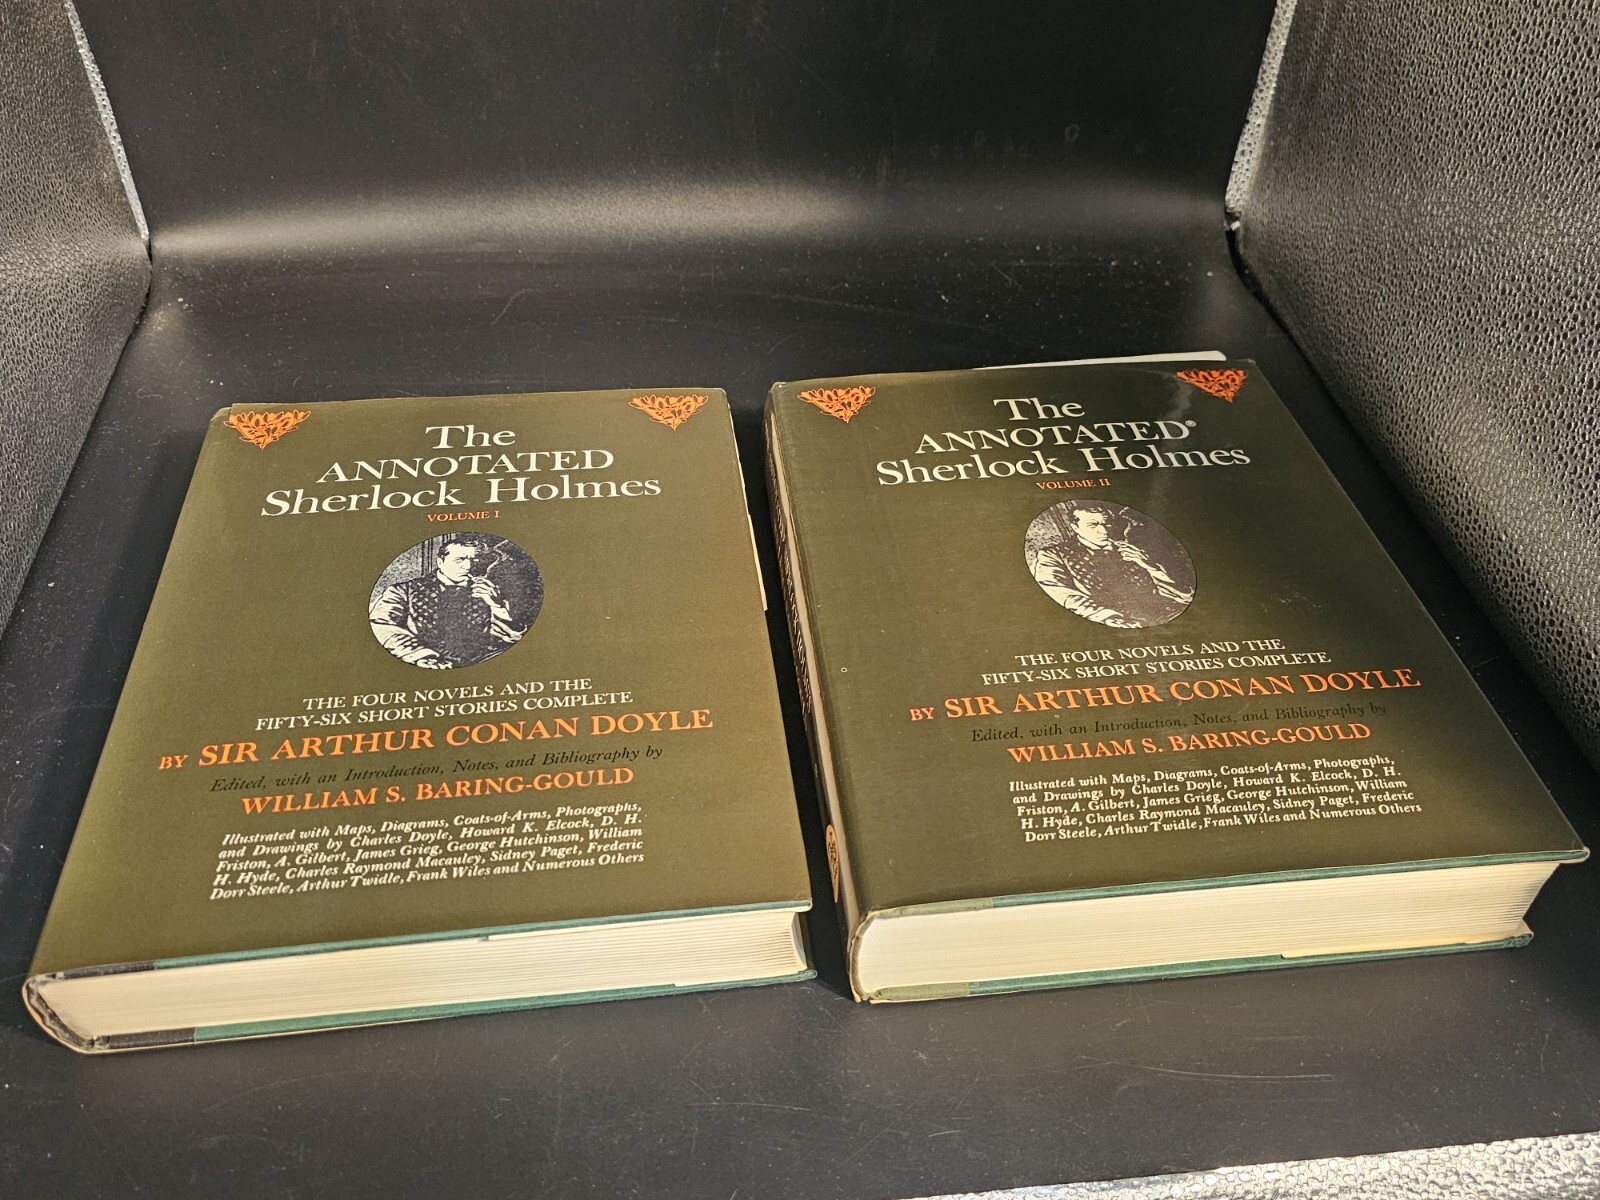 The
ANNOTATED
Sherlock Holmes
VOLUME I
THE FOUR NOVELS AND THE
FIFTY-SIX SHORT STORIES COMPLETE
BY SIR ARTHUR CONAN DOYLE
Edited, with an Introduction, Notes, and Bibliography by
WILLIAM S. BARING-GOULD
Illustrated with Maps, Diagrams, Coats-of-Arms, Photographs,
and Drawings by Charles Doyle, Howard K. Elcock, D. H.
Friston, A. Gilbert, James Grieg, George Hutchinson, William
H. Hyde, Charles Raymond Macauley, Sidney Paget, Frederic
Dorr Steele, Arthur Twidle, Frank Wiles and Numerous Others
The
ANNOTATED®
Sherlock Holmes
VOLUME II
THE FOUR NOVELS AND THE
FIFTY-SIX SHORT STORIES COMPLETE
BY SIR ARTHUR CONAN DOYLE
Edited, with an Introduction, Notes, and Bibliography by
WILLIAM S. BARING-GOULD
Illustrated with Maps, Diagrams, Coats-of-Arms, Photographs,
and Drawings by Charles Doyle, Howard K. Elcock, D. H.
Friston, A. Gilbert, James Grieg, George Hutchinson, William
H. Hyde, Charles Raymond Macauley, Sidney Paget, Frederic
Dorr Steele, Arthur Twidle, Frank Wiles and Numerous Others